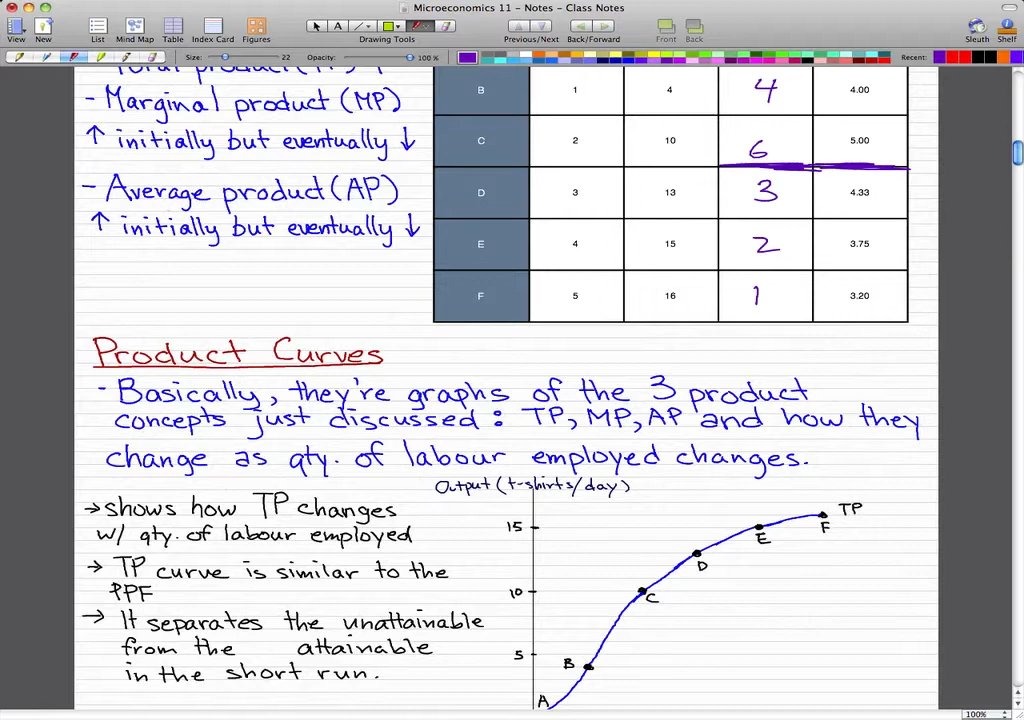 Microeconomics 11 - Notes - Class Notes
View New List Mind Map Table Index Card Figures Drawing Tools Previous/Next Back/Forward Front Back Sleuth Shelf
Size: 22 Opacity: 100 % Recent:
- Marginal product (MP)
↑ initially but eventually ↓
- Average product (AP)
↑ initially but eventually ↓
B 1 4 4 4.00
C 2 10 6 5.00
D 3 13 3 4.33
E 4 15 2 3.75
F 5 16 1 3.20
Product Curves
- Basically, they're graphs of the 3 product
concepts just discussed: TP, MP, AP and how they
change as qty. of labour employed changes.
→ shows how TP changes
w/ qty. of labour employed
→ TP curve is similar to the
PPF
→ It separates the unattainable
from the attainable
in the short run.
Output (t-shirts/day)
15
10
5
A
B
C
D
E
F
TP
100%